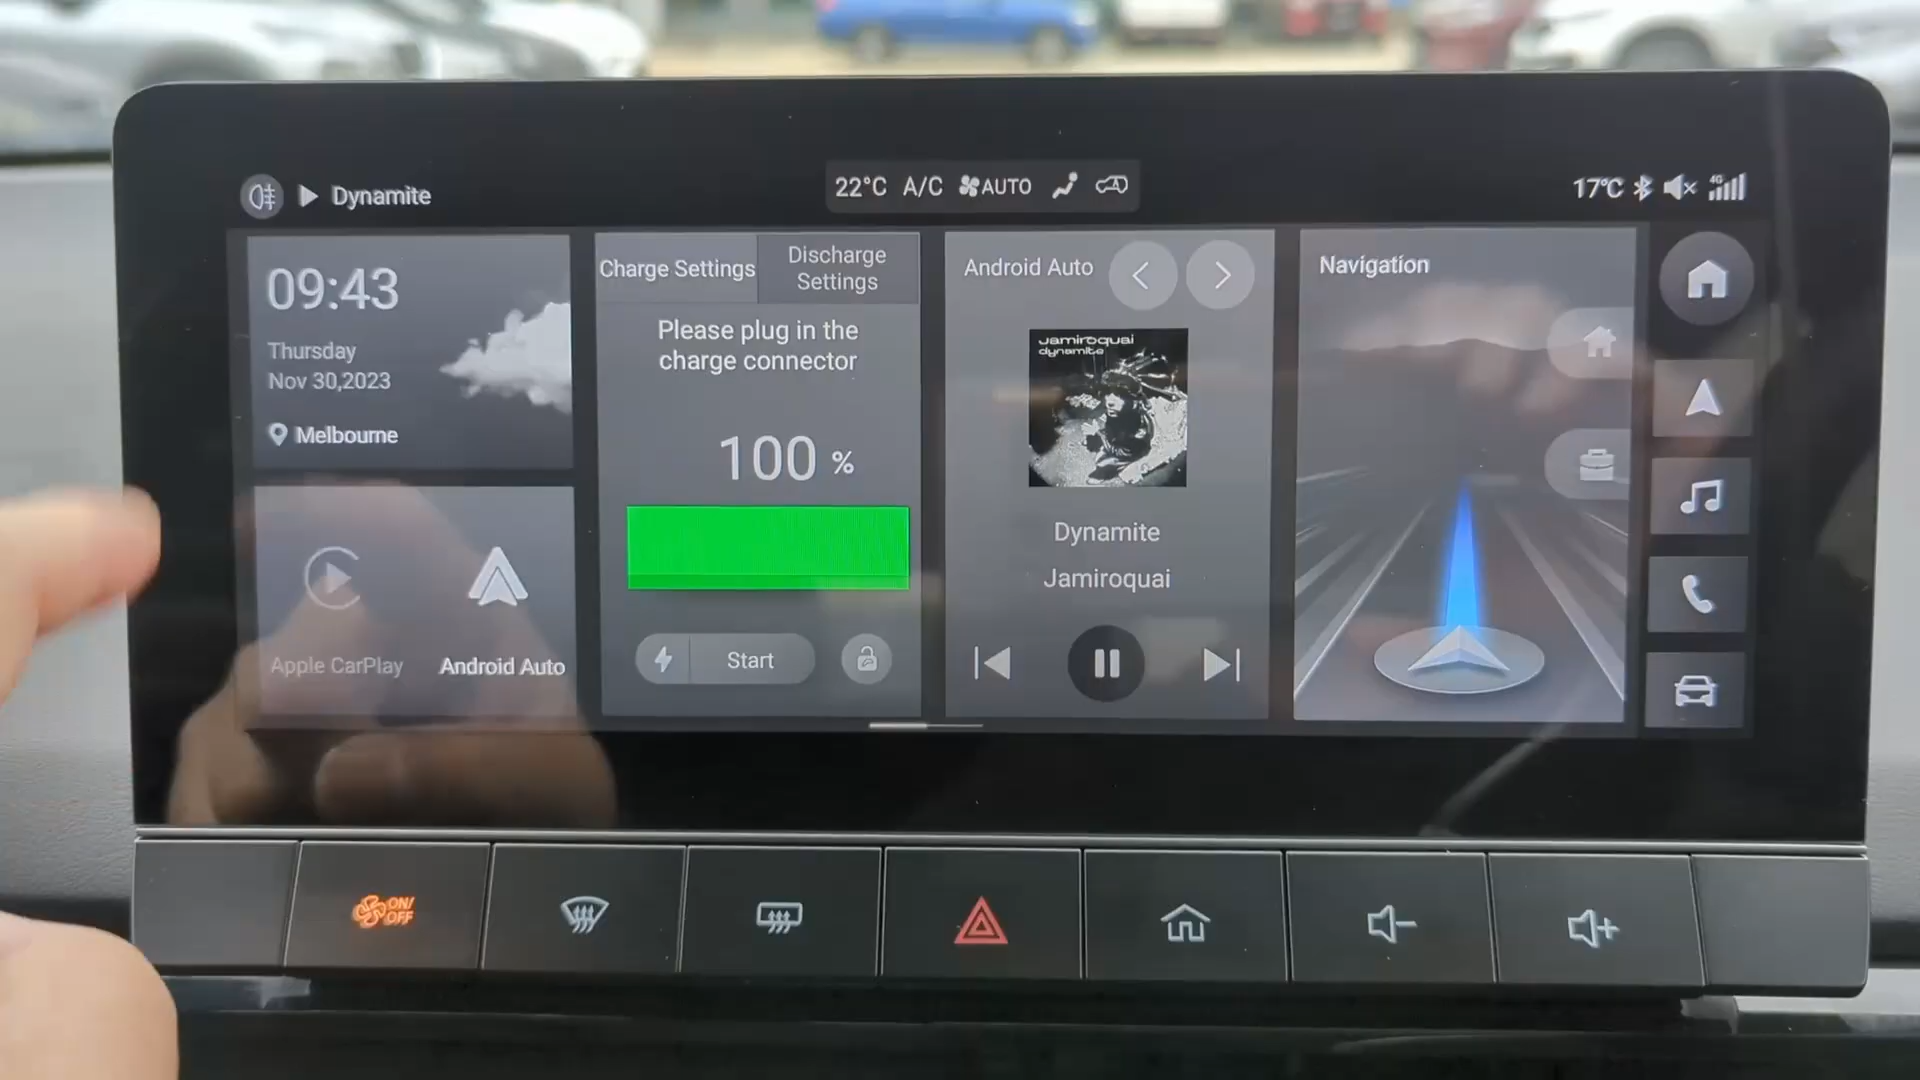 Dynamite
22°C A/C AUTO
17°C
4G
09:43
Thursday
Nov 30,2023
Melbourne
Apple CarPlay
Android Auto
Charge Settings
Discharge
Settings
Please plug in the
charge connector
100 %
Start
Android Auto
Jamiroquai
dynamite
Dynamite
Jamiroquai
Navigation
ON/
OFF